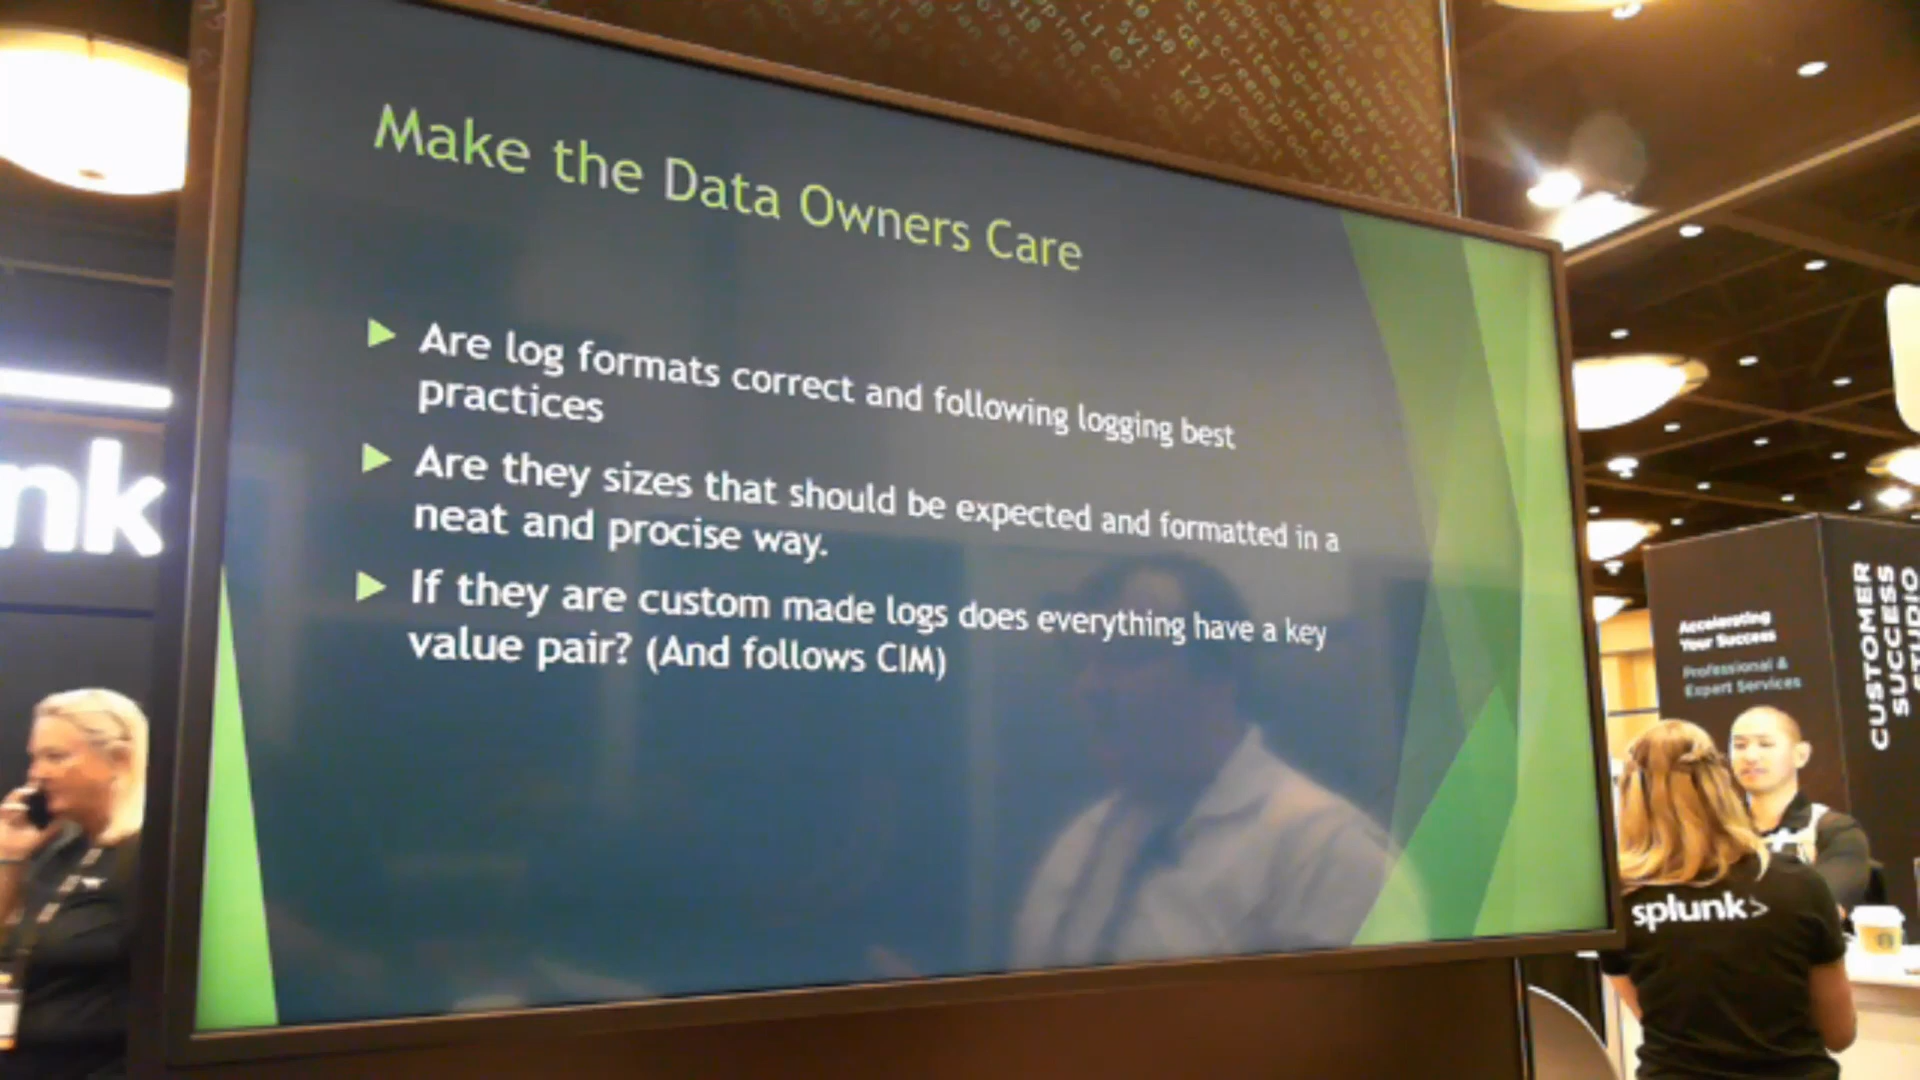 Make the Data Owners Care
Are log formats correct and following logging best
practices
Are they sizes that should be expected and formatted in a
neat and procise way.
If they are custom made logs does everything have a key
value pair? (And follows CIM)
nk
Accelerating
Your Success
Professional &
Expert Services
CUSTOMER
SUCCESS
STUDIO
splunk>